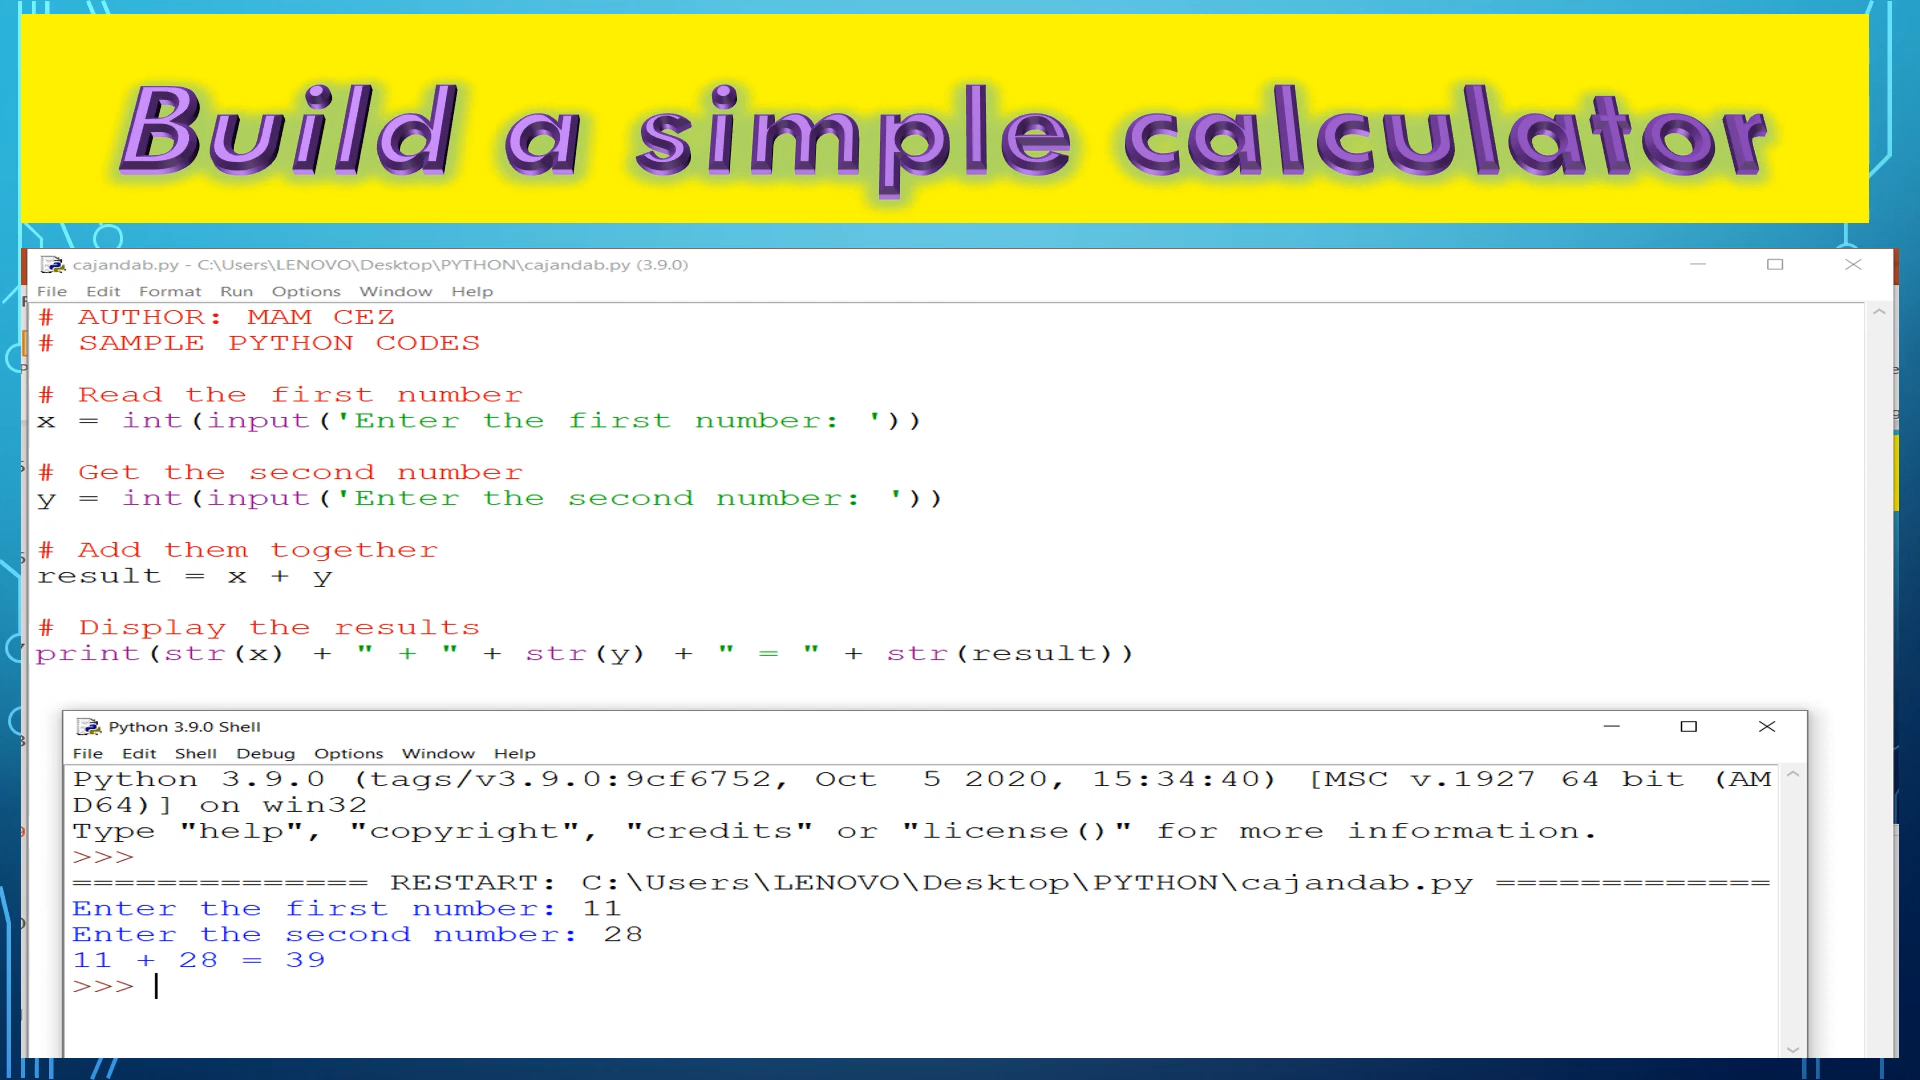 Build a simple calculator
cajandab.py - C:\Users\LENOVO\Desktop\PYTHON\cajandab.py (3.9.0)
File Edit Format Run Options Window Help
# AUTHOR: MAM CEZ
# SAMPLE PYTHON CODES
# Read the first number
x = int(input('Enter the first number: '))
# Get the second number
y = int(input('Enter the second number: '))
# Add them together
result = x + y
# Display the results
print(str(x) + " + " + str(y) + " = " + str(result))
Python 3.9.0 Shell
File Edit Shell Debug Options Window Help
Python 3.9.0 (tags/v3.9.0:9cf6752, Oct  5 2020, 15:34:40) [MSC v.1927 64 bit (AM
D64)] on win32
Type "help", "copyright", "credits" or "license()" for more information.
>>>
============== RESTART: C:\Users\LENOVO\Desktop\PYTHON\cajandab.py =============
Enter the first number: 11
Enter the second number: 28
11 + 28 = 39
>>>